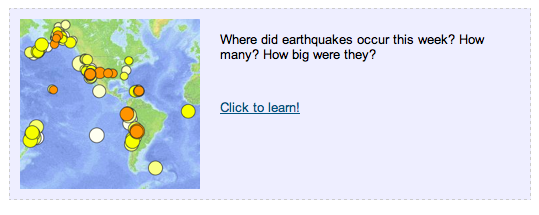 Where did earthquakes occur this week? How
many? How big were they?
Click to learn!